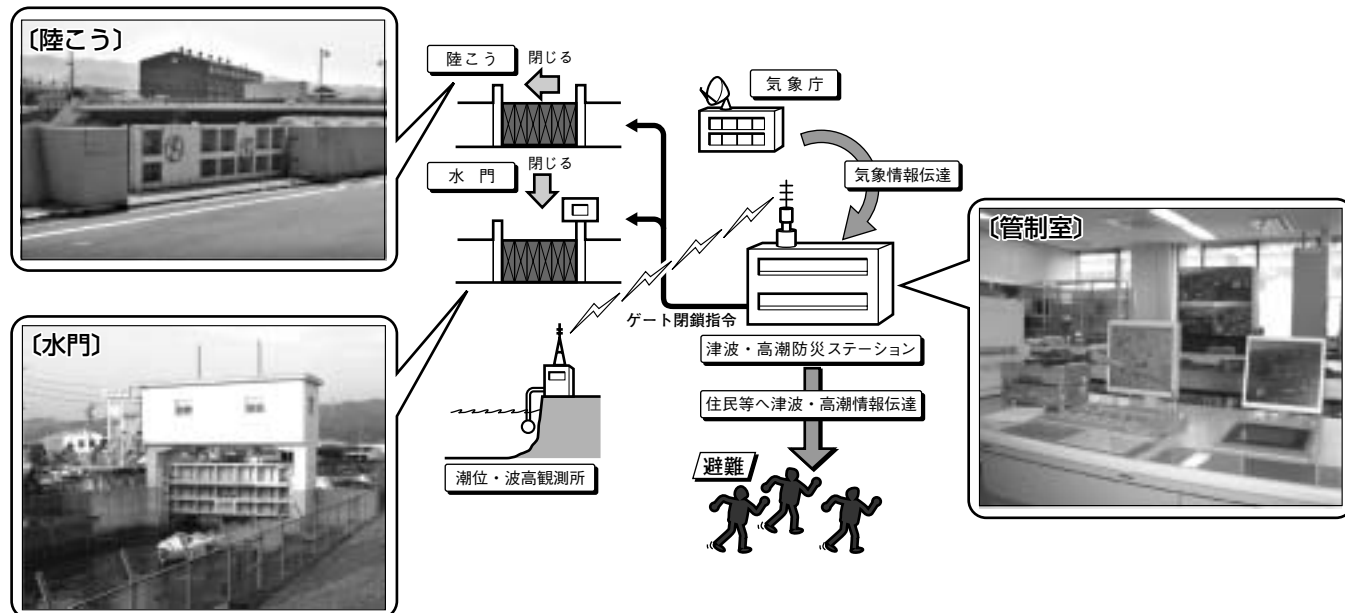 〔陸こう〕
陸こう
閉じる
気象庁
水門
閉じる
気象情報伝達
〔管制室〕
ゲート閉鎖指令
〔水門〕
津波・高潮防災ステーション
住民等へ津波・高潮情報伝達
避難
潮位・波高観測所